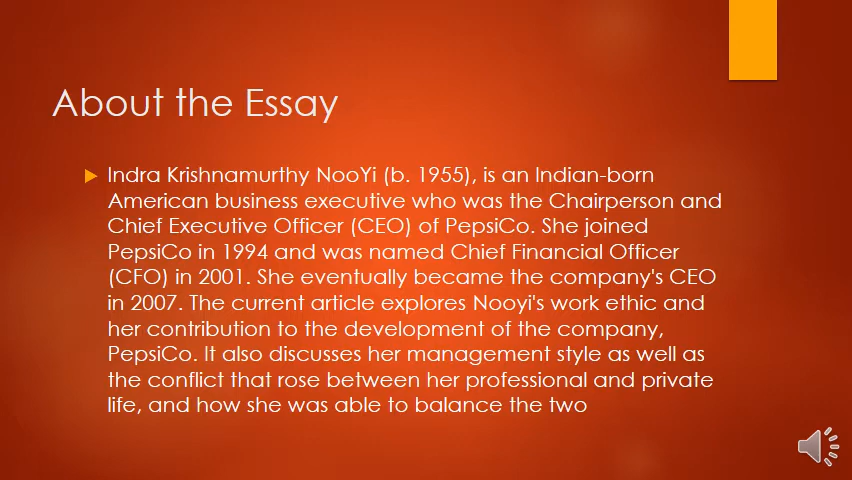 About the Essay
Indra Krishnamurthy NooYi (b. 1955), is an Indian-born
American business executive who was the Chairperson and
Chief Executive Officer (CEO) of PepsiCo. She joined
PepsiCo in 1994 and was named Chief Financial Officer
(CFO) in 2001. She eventually became the company's CEO
in 2007. The current article explores Nooyi's work ethic and
her contribution to the development of the company,
PepsiCo. It also discusses her management style as well as
the conflict that rose between her professional and private
life, and how she was able to balance the two